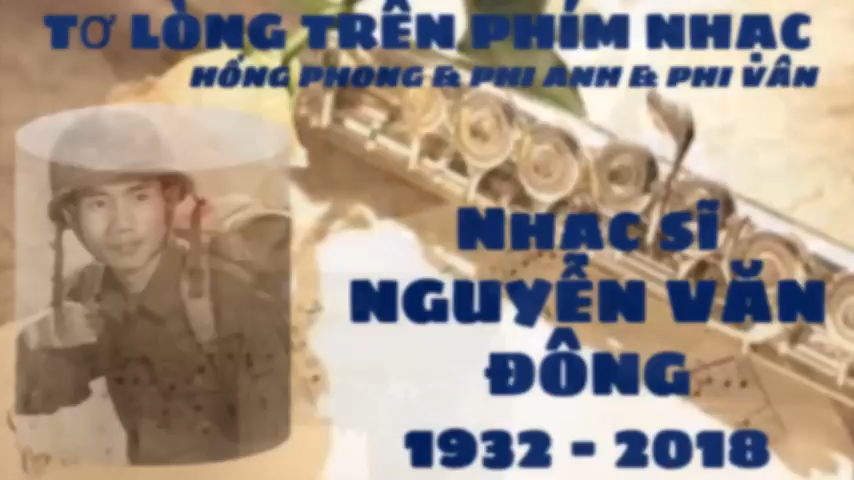 TƠ LÒNG TRÊN PHÍM NHẠC
HỒNG PHONG & PHI ANH & PHI VÂN
NHẠC SĨ
NGUYỄN VĂN
ĐÔNG
1932 - 2018